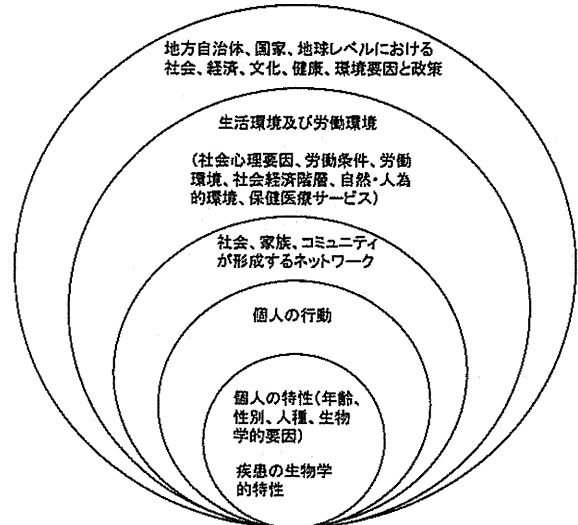 地方自治体、国家、地球レベルにおける
社会、経済、文化、健康、環境要因と政策
生活環境及び労働環境
(社会心理要因、労働条件、労働
環境、社会経済階層、自然・人為
的環境、保健医療サービス)
社会、家族、コミュニティ
が形成するネットワーク
個人の行動
個人の特性(年齢、
性別、人種、生物
学的要因)
疾患の生物学
的特性